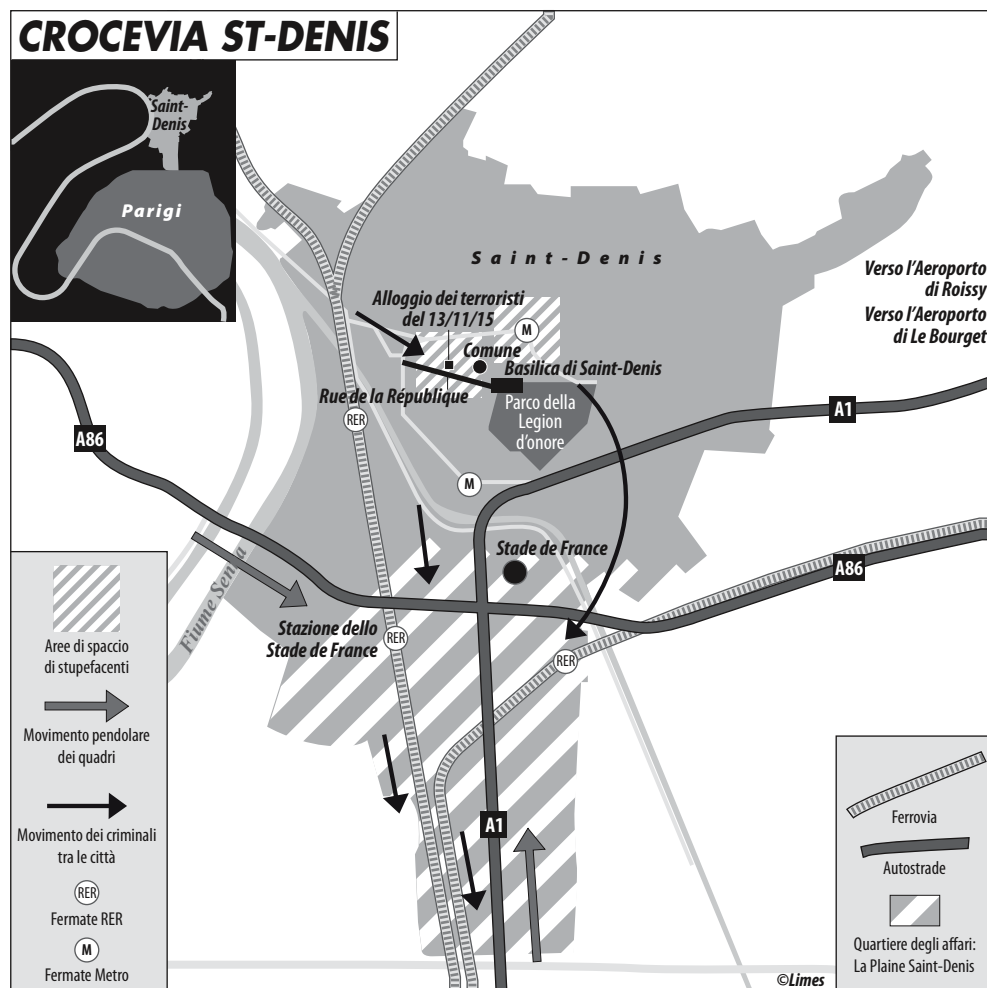 CROCEVIA ST-DENIS
Saint-
Denis
Parigi
Saint-Denis
Verso l'Aeroporto
di Roissy
Verso l'Aeroporto
di Le Bourget
Alloggio dei terroristi
del 13/11/15
M
Comune
Basilica di Saint-Denis
Rue de la République
Parco della
Legion
d'onore
RER
A1
A86
M
Stade de France
A86
Fiume Senna
Stazione dello
Stade de France
RER
RER
A1
Aree di spaccio
di stupefacenti
Movimento pendolare
dei quadri
Movimento dei criminali
tra le città
RER
Fermate RER
M
Fermate Metro
Ferrovia
Autostrade
Quartiere degli affari:
La Plaine Saint-Denis
©Limes